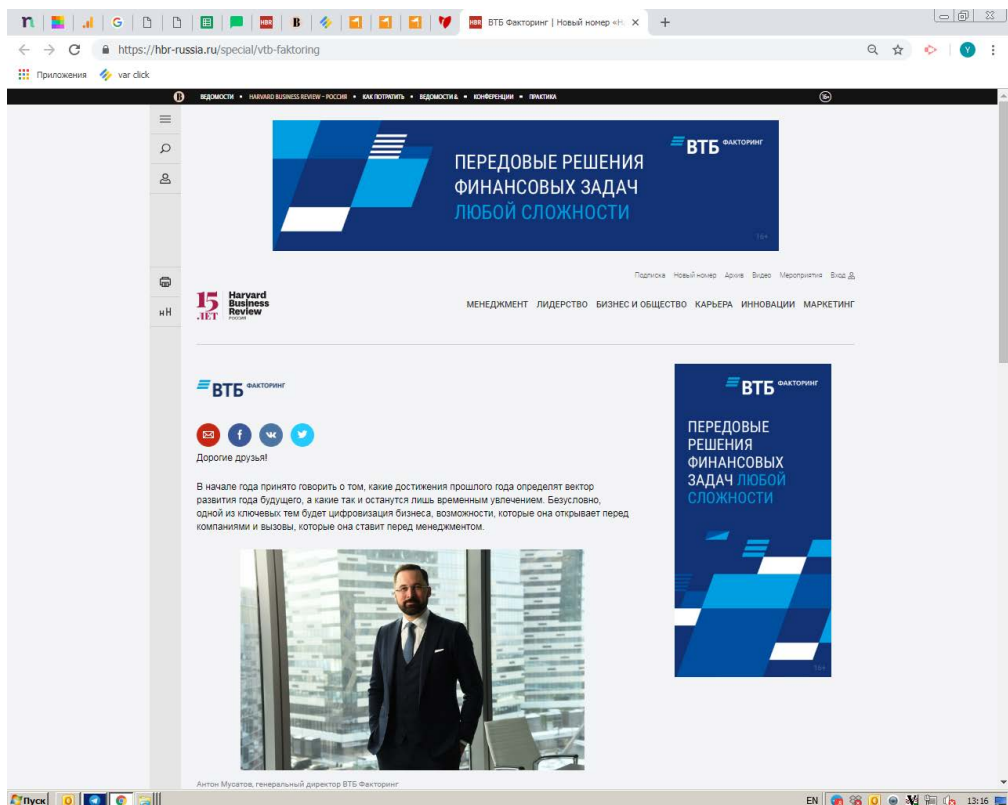 ВТБ Факторинг | Новый номер «H
https://hbr-russia.ru/special/vtb-faktoring
Приложения var click
ВЕДОМОСТИ • HARVARD BUSINESS REVIEW - РОССИЯ • КАК ПОТРАТИТЬ • ВЕДОМОСТИ & • КОНФЕРЕНЦИИ • ПРАКТИКА
ВТБ ФАКТОРИНГ
ПЕРЕДОВЫЕ РЕШЕНИЯ
ФИНАНСОВЫХ ЗАДАЧ
ЛЮБОЙ СЛОЖНОСТИ
16+
Подписка Новый номер Архив Видео Мероприятия Вход
15 ЛЕТ
Harvard
Business
Review
РОССИЯ
МЕНЕДЖМЕНТ ЛИДЕРСТВО БИЗНЕС И ОБЩЕСТВО КАРЬЕРА ИННОВАЦИИ МАРКЕТИНГ
нН
ВТБ ФАКТОРИНГ
Дорогие друзья!
В начале года принято говорить о том, какие достижения прошлого года определят вектор
развития года будущего, а какие так и останутся лишь временным увлечением. Безусловно,
одной из ключевых тем будет цифровизация бизнеса, возможности, которые она открывает перед
компаниями и вызовы, которые она ставит перед менеджментом.
Антон Мусатов, генеральный директор ВТБ Факторинг
ВТБ ФАКТОРИНГ
ПЕРЕДОВЫЕ
РЕШЕНИЯ
ФИНАНСОВЫХ
ЗАДАЧ ЛЮБОЙ
СЛОЖНОСТИ
16+
Пуск
EN
13:16